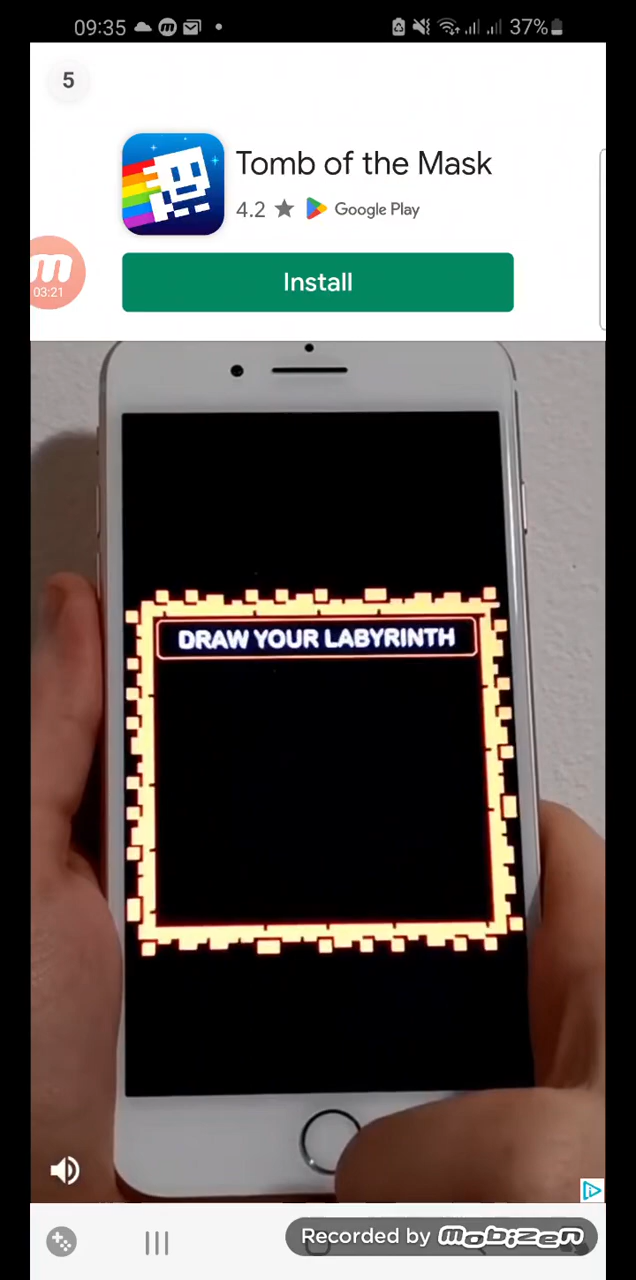 09:35
37%
5
Tomb of the Mask
4.2 ★ Google Play
Install
m
03:21
DRAW YOUR LABYRINTH
Recorded by mobizen